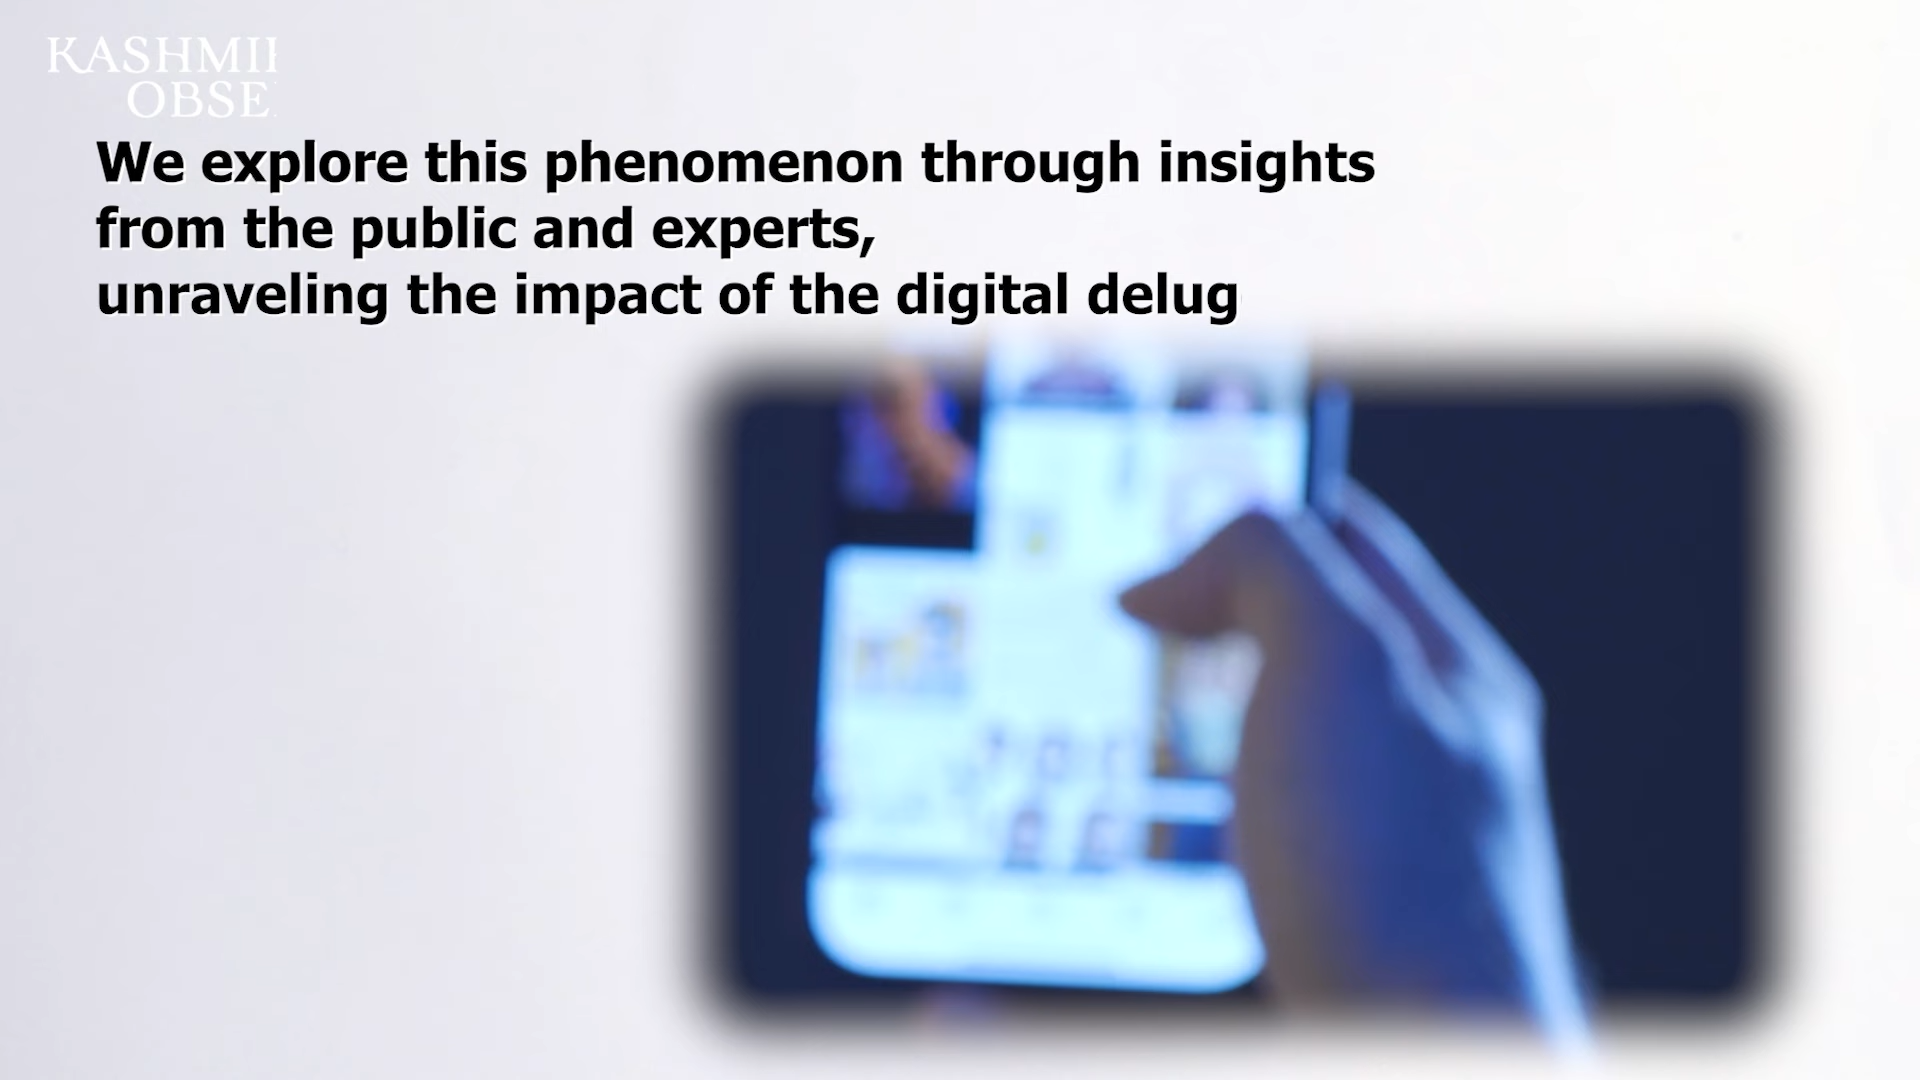 KASHMIR
OBSE
We explore this phenomenon through insights
from the public and experts,
unraveling the impact of the digital delug